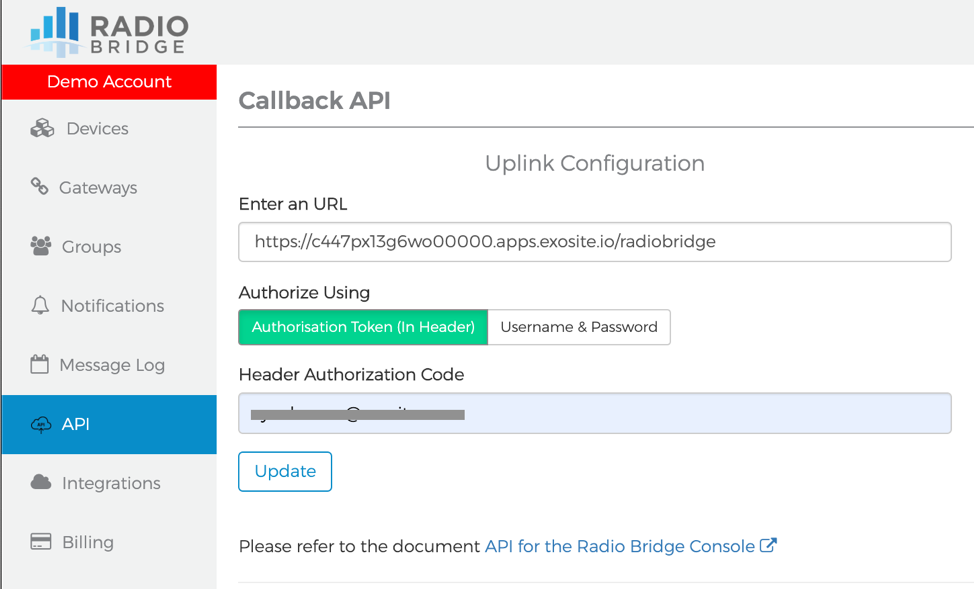 RADIO
BRIDGE
Demo Account
Devices
Gateways
Groups
Notifications
Message Log
API
Integrations
Billing
Callback API
Uplink Configuration
Enter an URL
https://c447px13g6wo00000.apps.exosite.io/radiobridge
Authorize Using
Authorisation Token (In Header) Username & Password
Header Authorization Code
Update
Please refer to the document API for the Radio Bridge Console